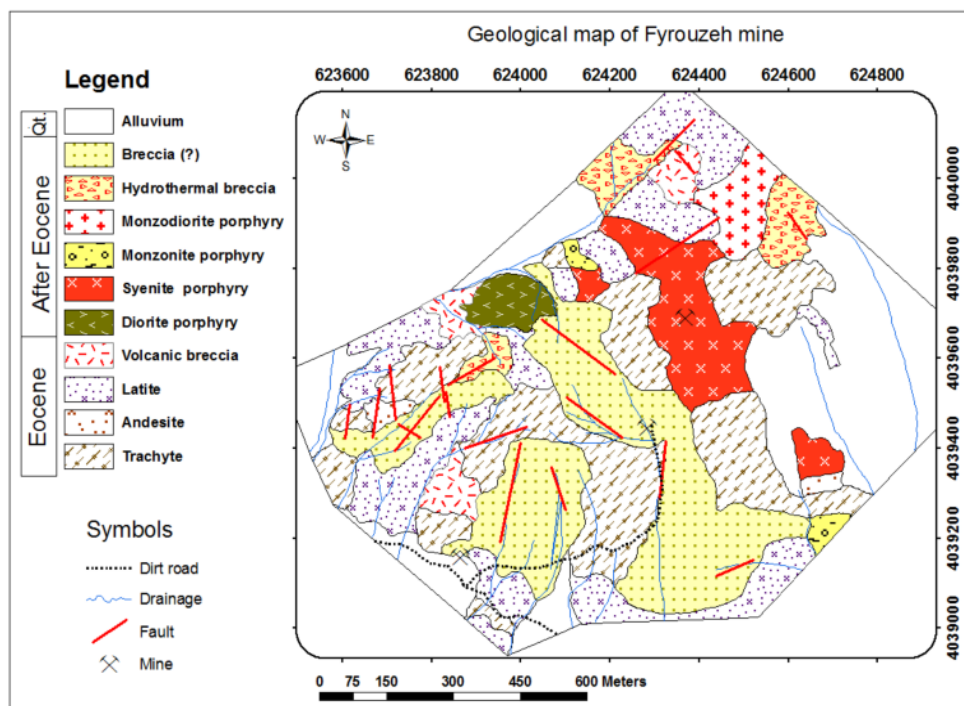 Geological map of Fyrouzeh mine
623600 623800 624000 624200 624400 624600 624800
Legend
Qt.
After Eocene
Eocene
Alluvium
Breccia (?)
Hydrothermal breccia
Monzodiorite porphyry
Monzonite porphyry
Syenite porphyry
Diorite porphyry
Volcanic breccia
Latite
Andesite
Trachyte
Symbols
Dirt road
Drainage
Fault
Mine
N
W E
S
4040000
4039800
4039600
4039400
4039200
4039000
0 75 150 300 450 600 Meters